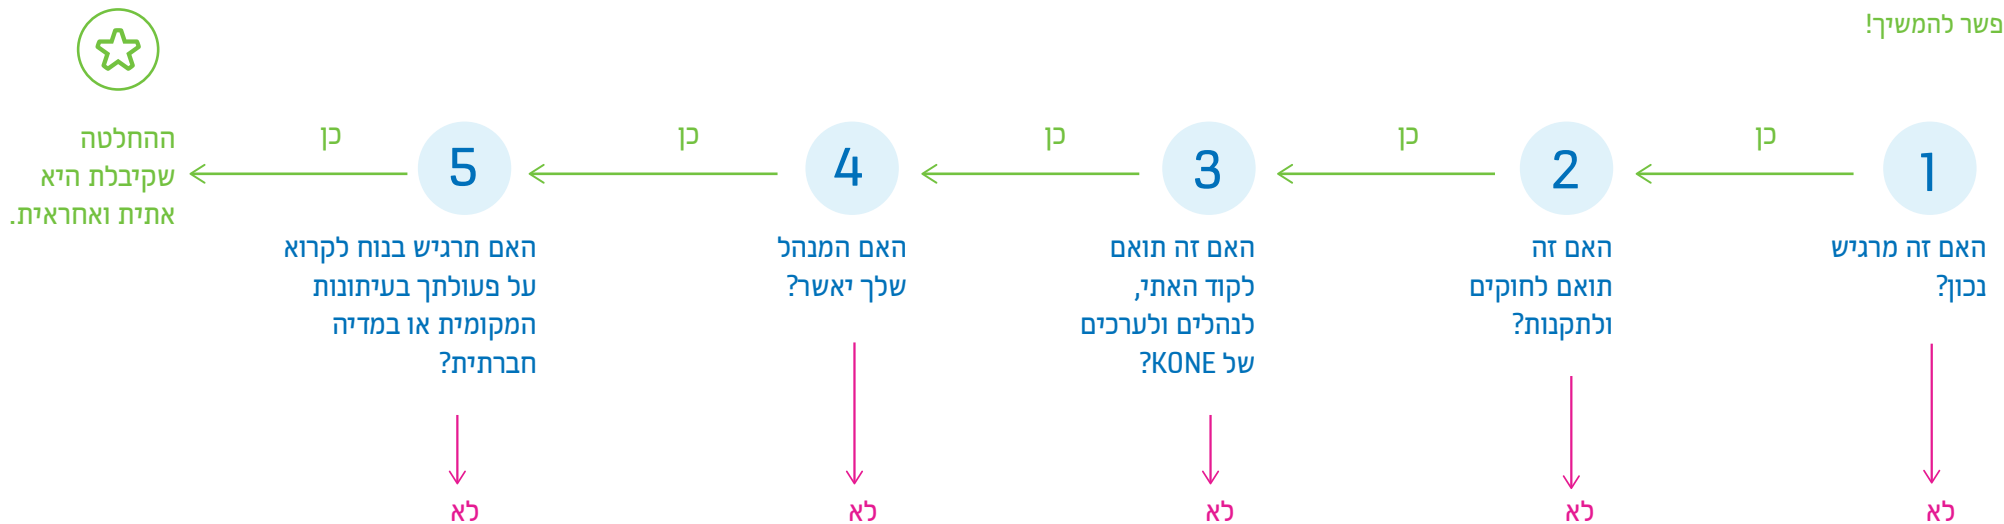 פשר להמשיך!
1
האם זה מרגיש
נכון?
כן
לא
2
האם זה
תואם לחוקים
ולתקנות?
כן
לא
3
האם זה תואם
לקוד האתי,
לנהלים ולערכים
של KONE?
כן
לא
4
האם המנהל
שלך יאשר?
כן
לא
5
האם תרגיש בנוח לקרוא
על פעולתך בעיתונות
המקומית או במדיה
חברתית?
כן
לא
ההחלטה
שקיבלת היא
אתית ואחראית.